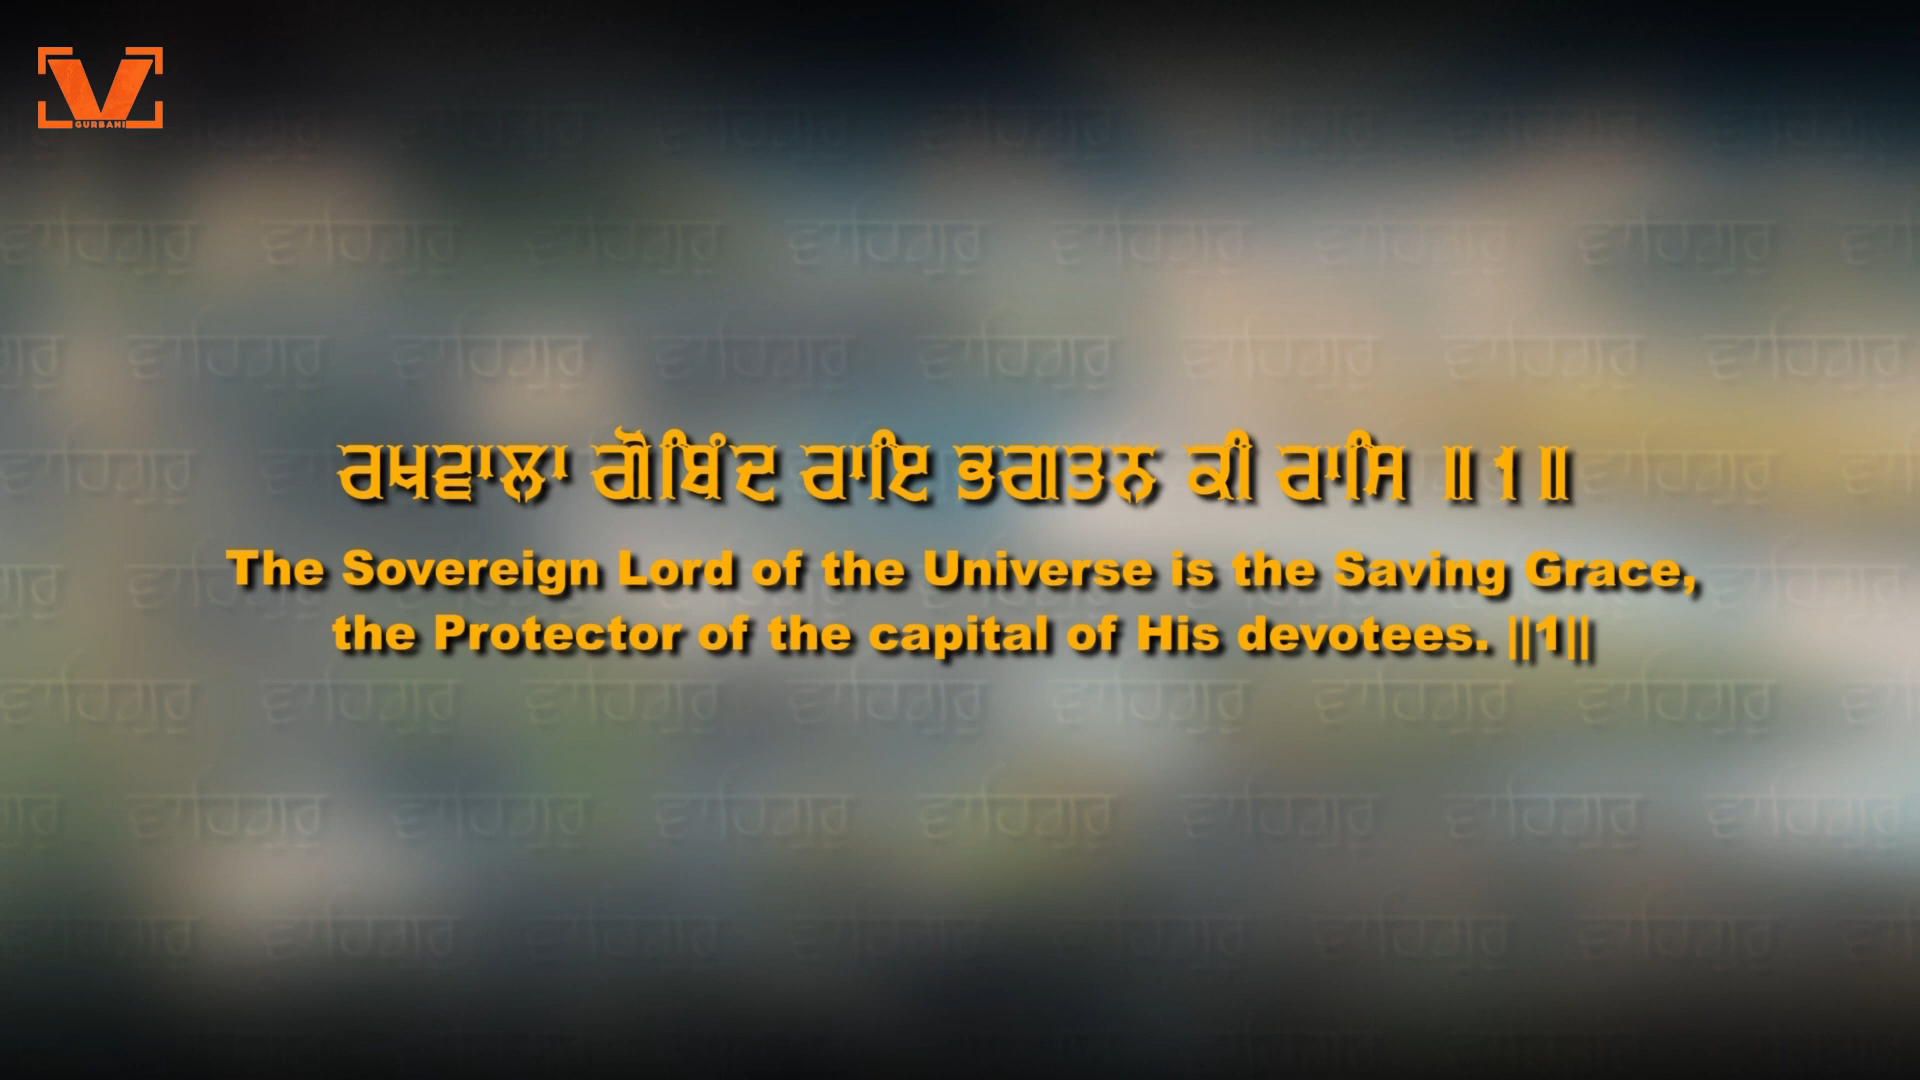 V
GURBANI
ਰਖਵਾਲਾ ਗੋਬਿੰਦ ਰਾਇ ਭਗਤਨ ਕੀ ਰਾਸਿ ॥੧॥
The Sovereign Lord of the Universe is the Saving Grace,
the Protector of the capital of His devotees. ||1||
ਵਾਹਿਗੁਰੂ